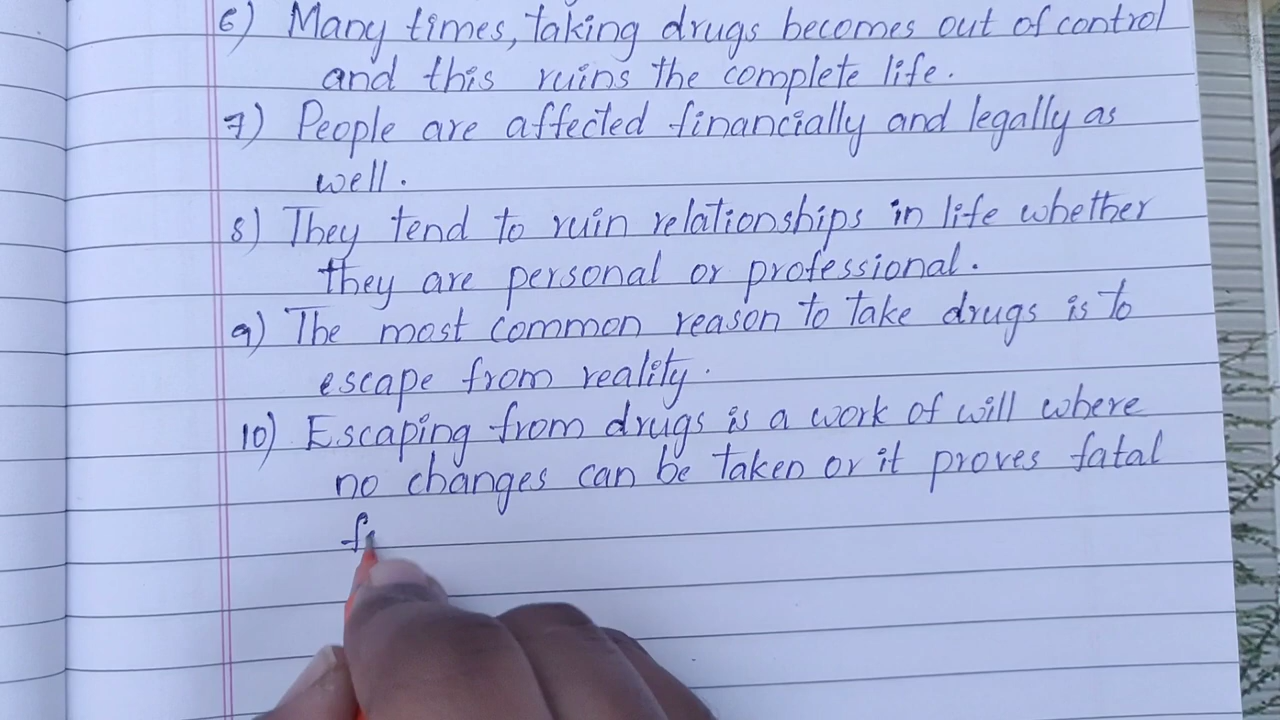 6) Many times, taking drugs becomes out of control
and this ruins the complete life.
7) People are affected financially and legally as
well.
8) They tend to ruin relationships in life whether
they are personal or professional.
9) The most common reason to take drugs is to
escape from reality.
10) Escaping from drugs is a work of will where
no changes can be taken or it proves fatal